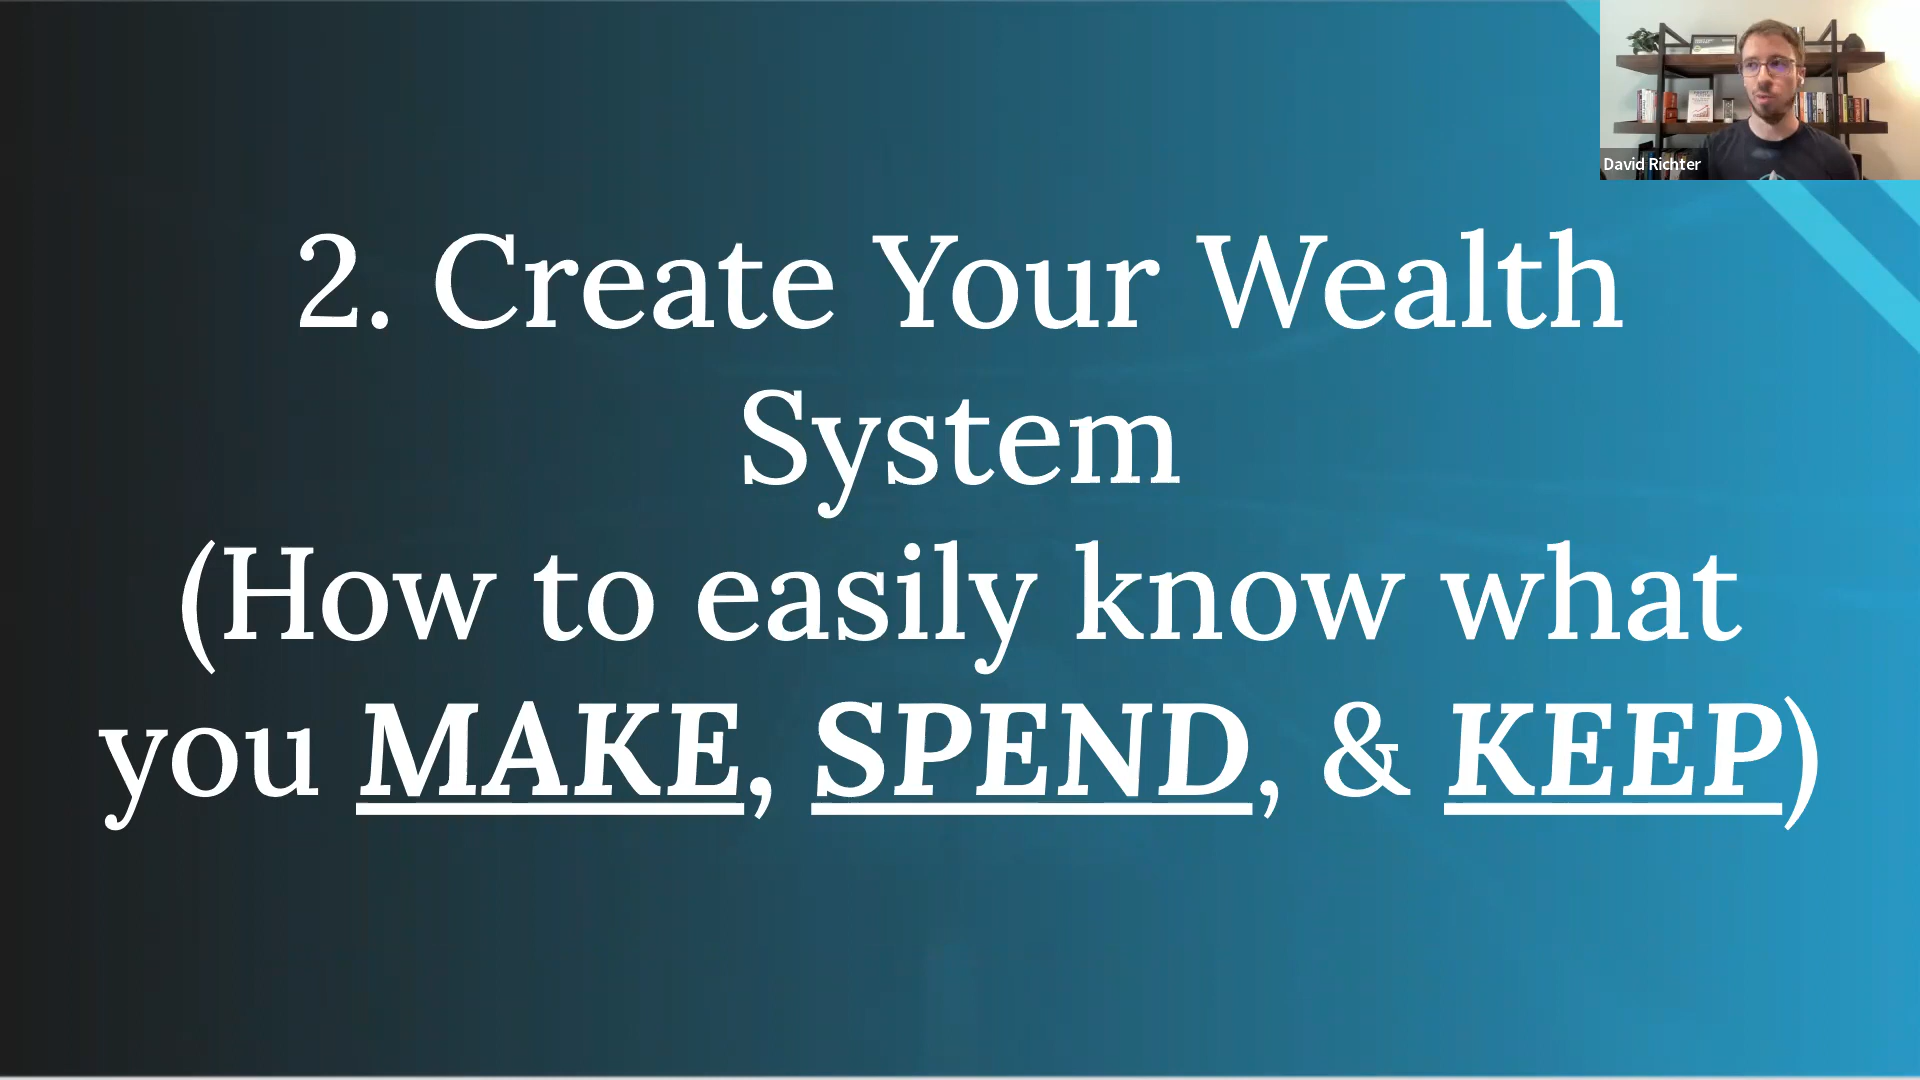 2. Create Your Wealth
System
(How to easily know what
you MAKE, SPEND, & KEEP)
David Richter